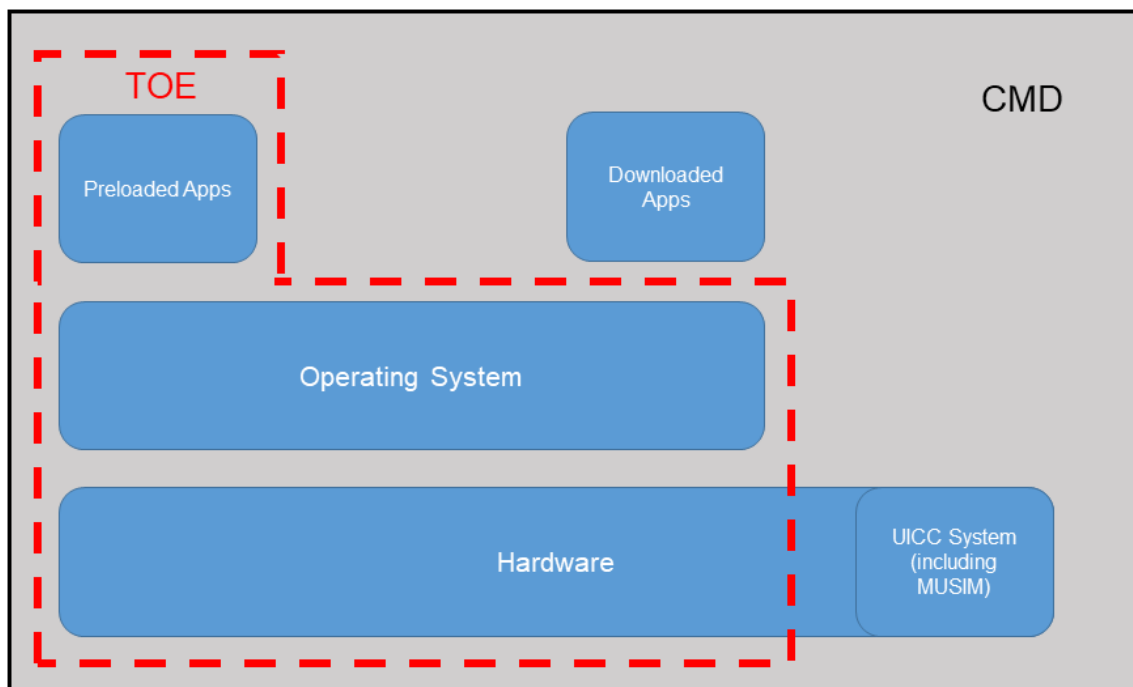 TOE
CMD
Preloaded Apps
Downloaded
Apps
Operating System
Hardware
UICC System
(including
MUSIM)